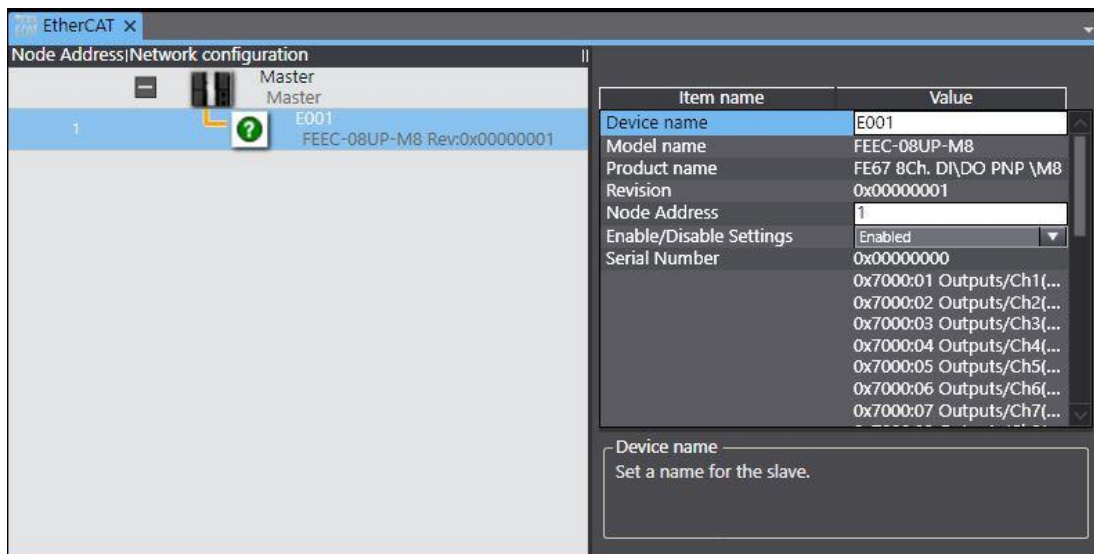 EtherCAT
Node Address|Network configuration
Master
Master
1
E001
FEEC-08UP-M8 Rev:0x00000001
Item name Value
Device name E001
Model name FEEC-08UP-M8
Product name FE67 8Ch. DI\DO PNP \M8
Revision 0x00000001
Node Address 1
Enable/Disable Settings Enabled
Serial Number 0x00000000
0x7000:01 Outputs/Ch1(...
0x7000:02 Outputs/Ch2(...
0x7000:03 Outputs/Ch3(...
0x7000:04 Outputs/Ch4(...
0x7000:05 Outputs/Ch5(...
0x7000:06 Outputs/Ch6(...
0x7000:07 Outputs/Ch7(...
Device name
Set a name for the slave.